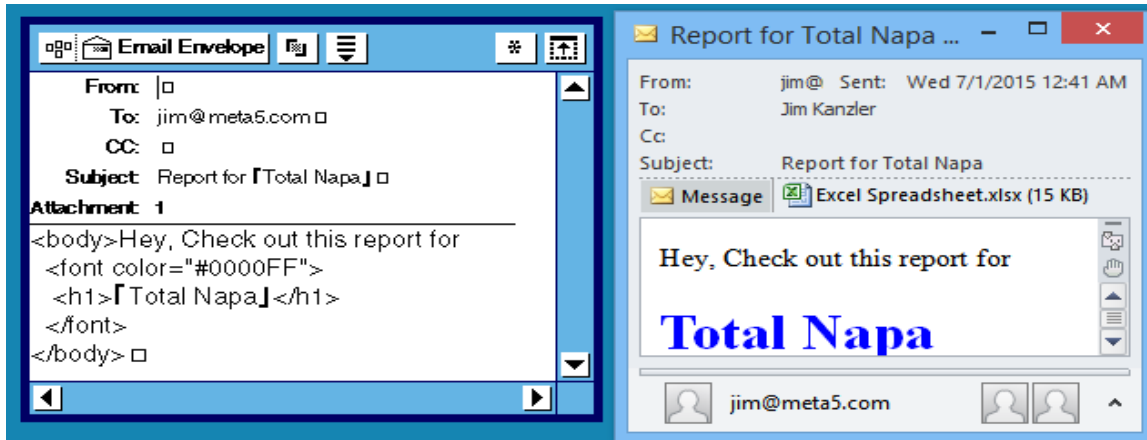 Email Envelope
From:
To: jim@meta5.com
CC:
Subject: Report for ｢Total Napa｣
Attachment: 1
<body>Hey, Check out this report for
<font color="#0000FF">
<h1>｢Total Napa｣</h1>
</font>
</body>
Report for Total Napa ...
From: jim@ Sent: Wed 7/1/2015 12:41 AM
To: Jim Kanzler
Cc:
Subject: Report for Total Napa
Message Excel Spreadsheet.xlsx (15 KB)
Hey, Check out this report for
Total Napa
jim@meta5.com